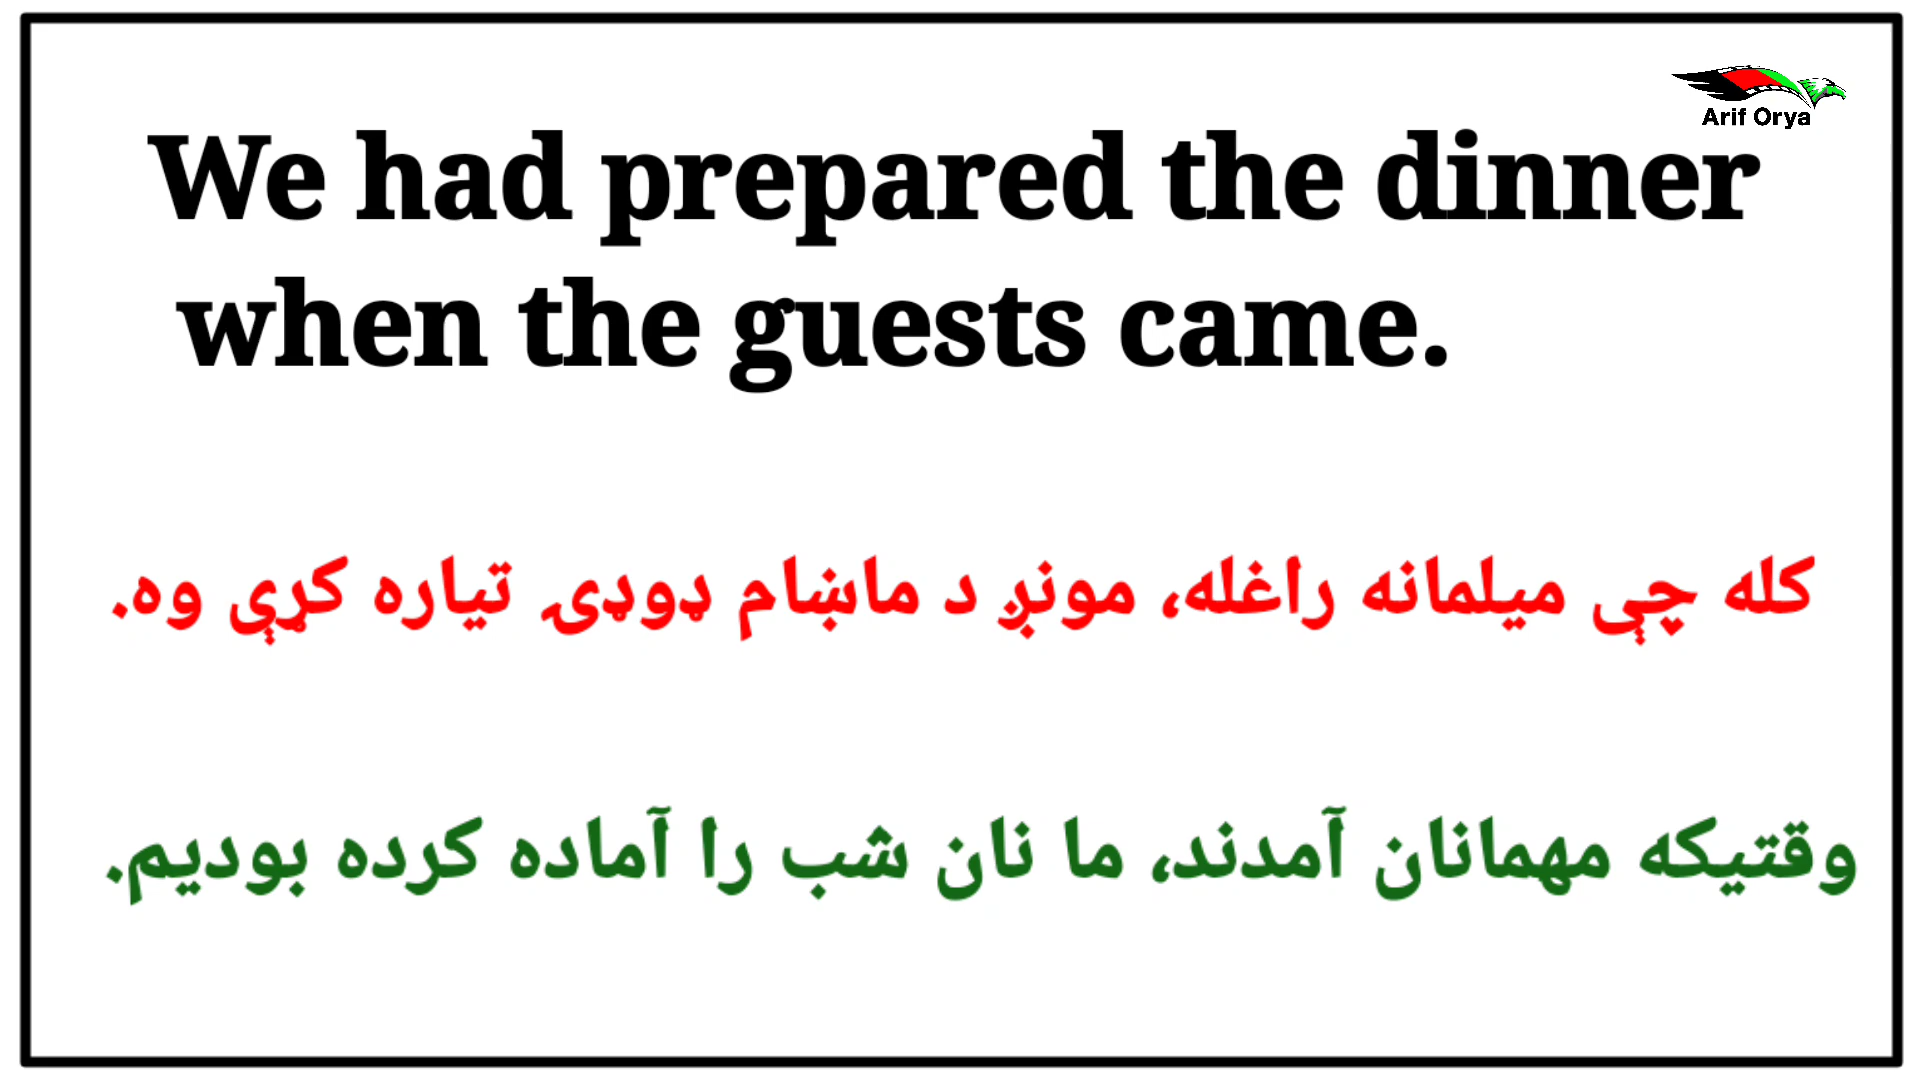 Arif Orya
We had prepared the dinner
when the guests came.
کله چې میلمانه راغله، مونږ د ماښام ډوډۍ تیاره کړې وه.
وقتیکه مهمانان آمدند، ما نان شب را آماده کرده بودیم.